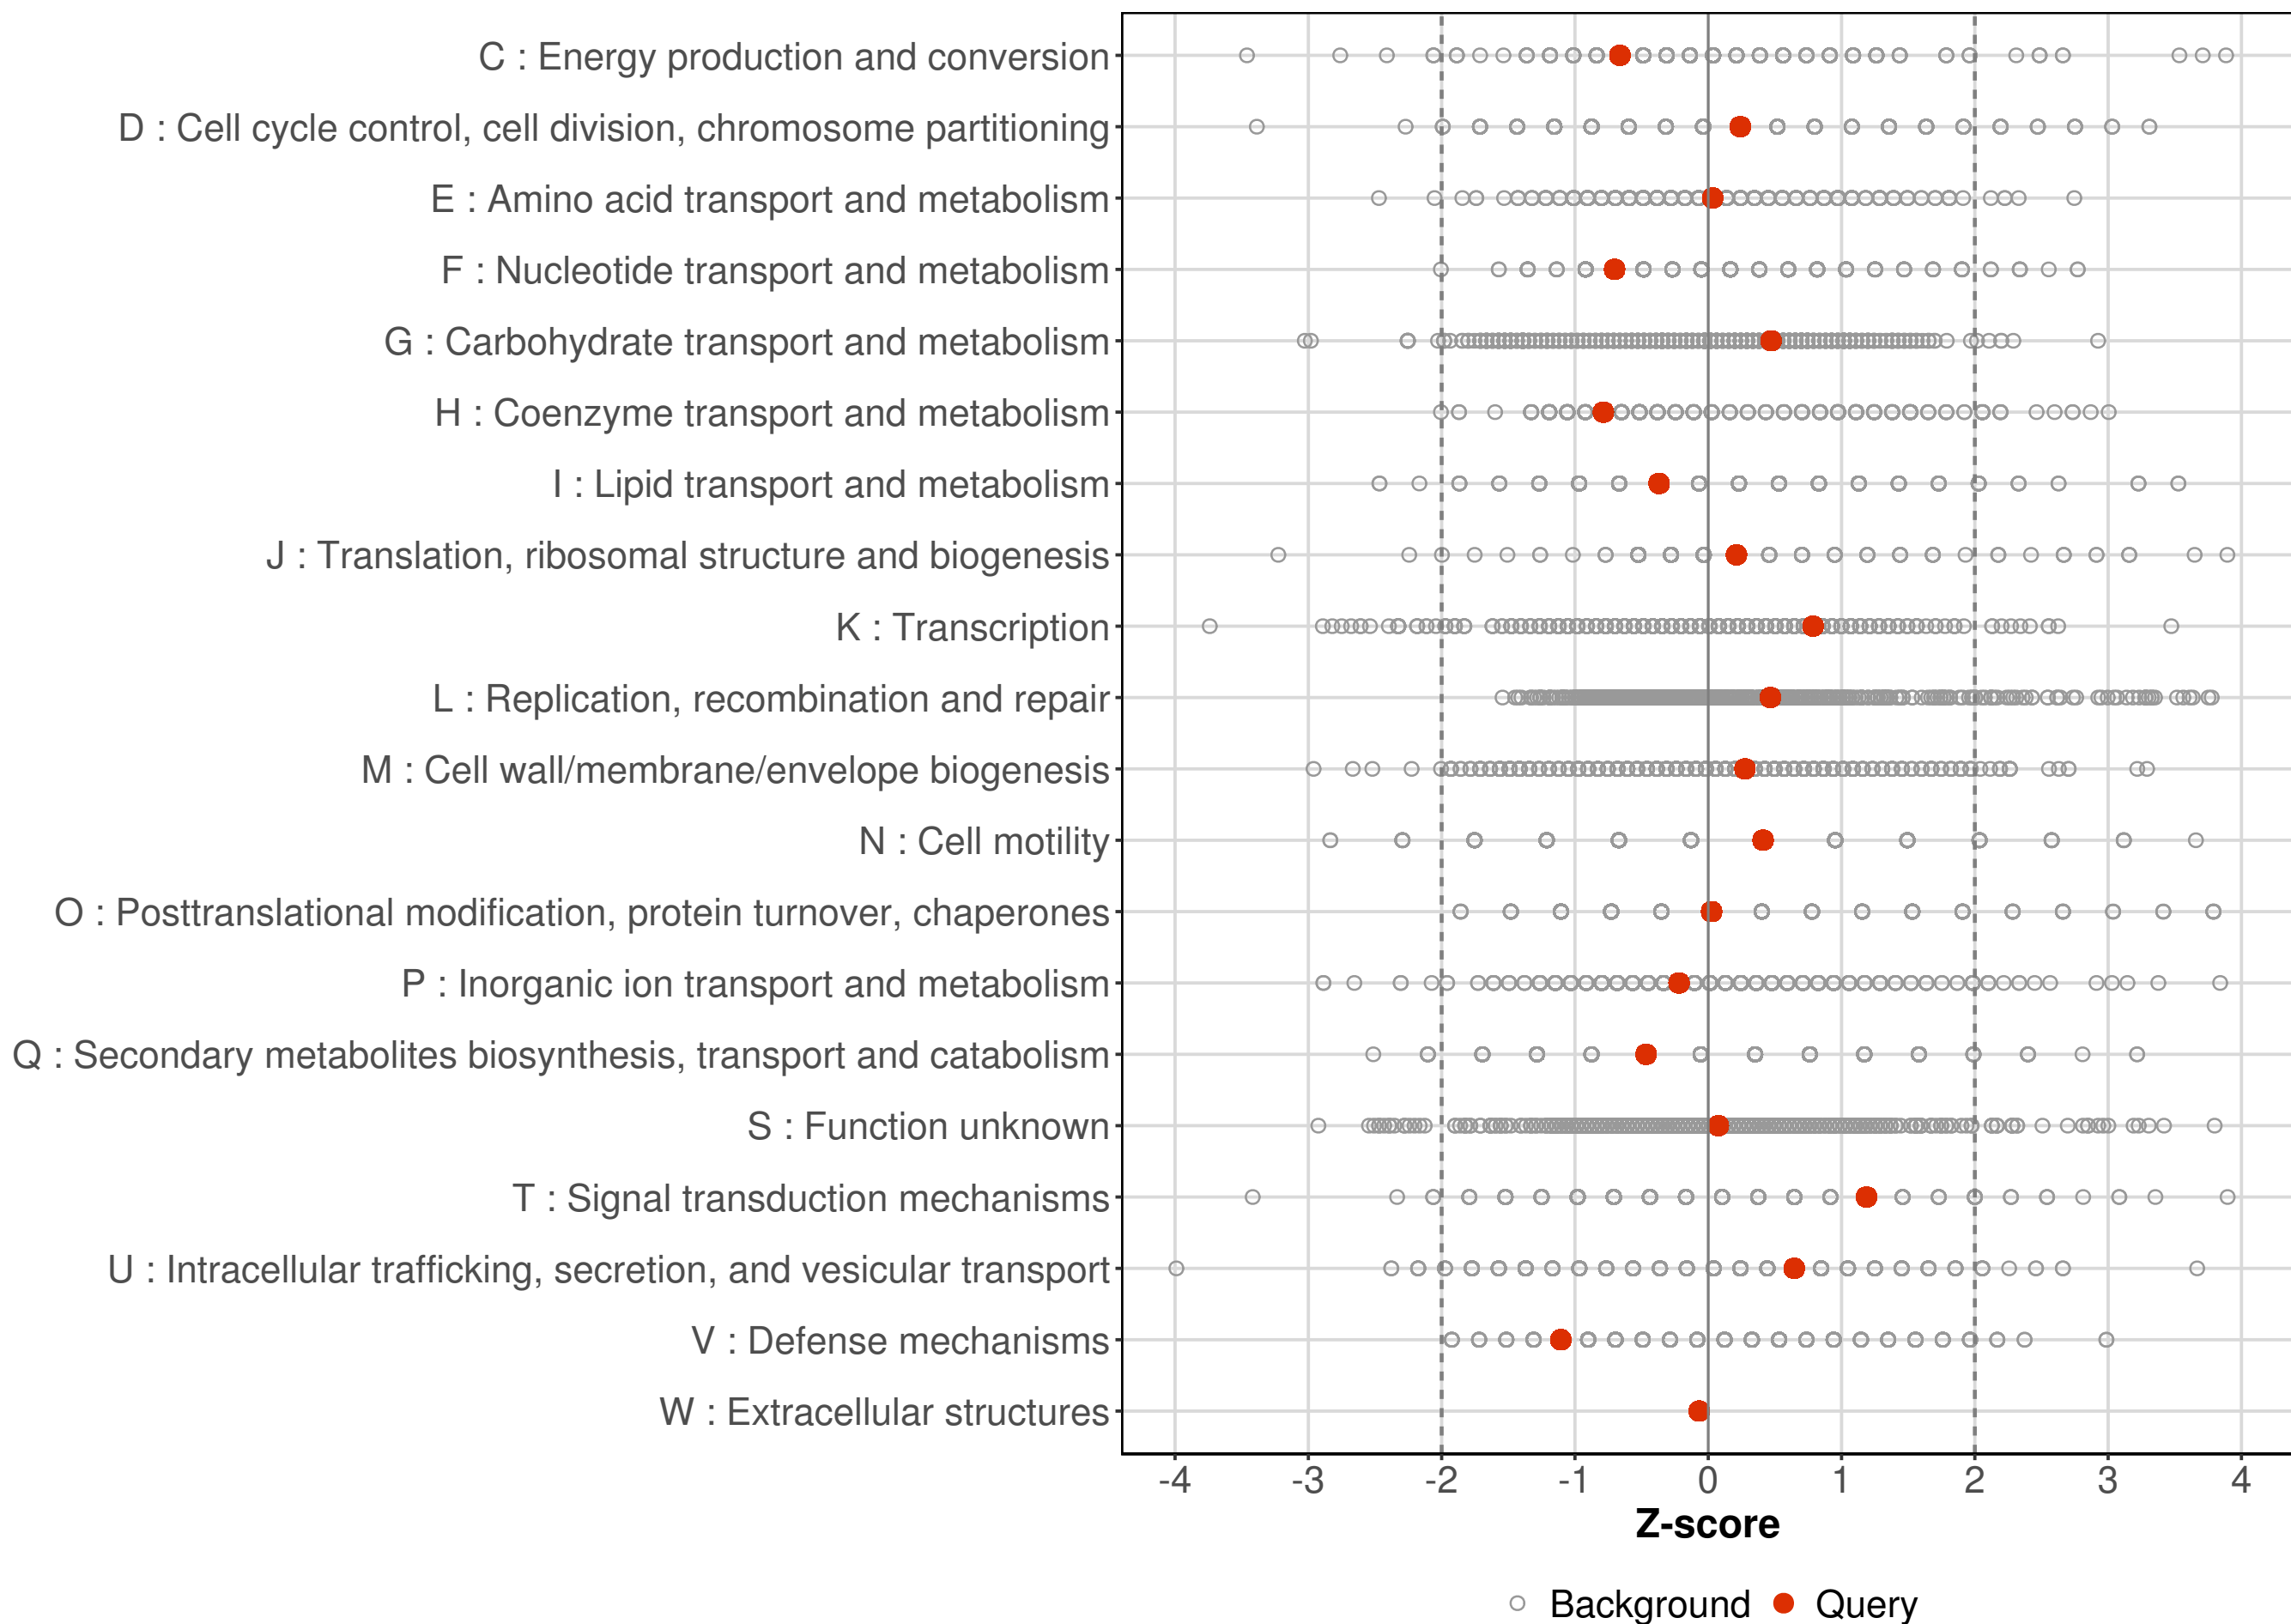 C : Energy production and conversion
D : Cell cycle control, cell division, chromosome partitioning
E : Amino acid transport and metabolism
F : Nucleotide transport and metabolism
G : Carbohydrate transport and metabolism
H : Coenzyme transport and metabolism
I : Lipid transport and metabolism
J : Translation, ribosomal structure and biogenesis
K : Transcription
L : Replication, recombination and repair
M : Cell wall/membrane/envelope biogenesis
N : Cell motility
O : Posttranslational modification, protein turnover, chaperones
P : Inorganic ion transport and metabolism
Q : Secondary metabolites biosynthesis, transport and catabolism
S : Function unknown
T : Signal transduction mechanisms
U : Intracellular trafficking, secretion, and vesicular transport
V : Defense mechanisms
W : Extracellular structures
-4 -3 -2 -1 0 1 2 3 4
Z-score
Background Query